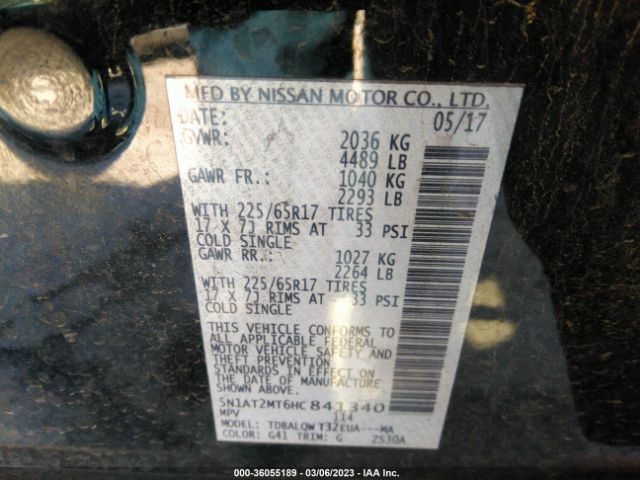 MFD BY NISSAN MOTOR CO., LTD.
DATE: 05/17
GVWR: 2036 KG
4489 LB
GAWR FR.: 1040 KG
2293 LB
WITH 225/65R17 TIRES
17 X 7J RIMS AT 33 PSI
COLD SINGLE
GAWR RR.: 1027 KG
2264 LB
WITH 225/65R17 TIRES
17 X 7J RIMS AT 33 PSI
COLD SINGLE
THIS VEHICLE CONFORMS TO
ALL APPLICABLE FEDERAL
MOTOR VEHICLE SAFETY AND
THEFT PREVENTION
STANDARDS IN EFFECT
ON THE DATE OF MANUFACTURE
SHOWN ABOVE.
5N1AT2MT6HC841340
MPV 114
MODEL: TDBALQW T32EUA---MA
COLOR: G41 TRIM: G 2530A
000-36055189 - 03/06/2023 - IAA Inc.